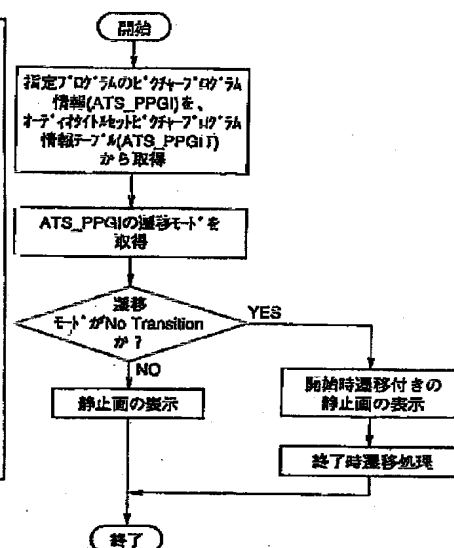 開始
指定プログラムのピクチャープログラム
情報(ATS_PPGI)を、
オーディオタイトルセットピクチャープログラム
情報テーブル(ATS_PPGIT)
から取得
ATS_PPGIの遷移モードを
取得
遷移
モードがNo Transition
か?
YES
NO
静止画の表示
開始時遷移付きの
静止画の表示
終了時遷移処理
終了